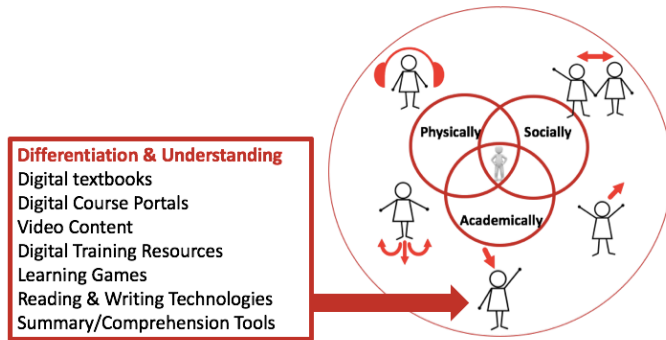 Physically
Socially
Academically
Differentiation & Understanding
Digital textbooks
Digital Course Portals
Video Content
Digital Training Resources
Learning Games
Reading & Writing Technologies
Summary/Comprehension Tools